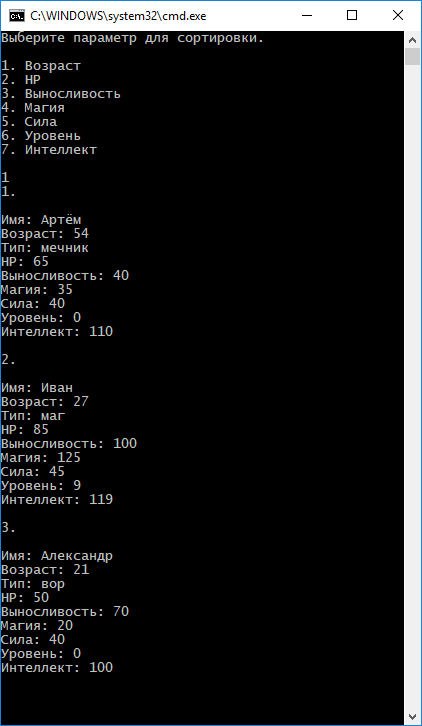 C:\WINDOWS\system32\cmd.exe
Выберите параметр для сортировки.
1. Возраст
2. HP
3. Выносливость
4. Магия
5. Сила
6. Уровень
7. Интеллект
1
1.
Имя: Артём
Возраст: 54
Тип: мечник
HP: 65
Выносливость: 40
Магия: 35
Сила: 40
Уровень: 0
Интеллект: 110
2.
Имя: Иван
Возраст: 27
Тип: маг
HP: 85
Выносливость: 100
Магия: 125
Сила: 45
Уровень: 9
Интеллект: 119
3.
Имя: Александр
Возраст: 21
Тип: вор
HP: 50
Выносливость: 70
Магия: 20
Сила: 40
Уровень: 0
Интеллект: 100